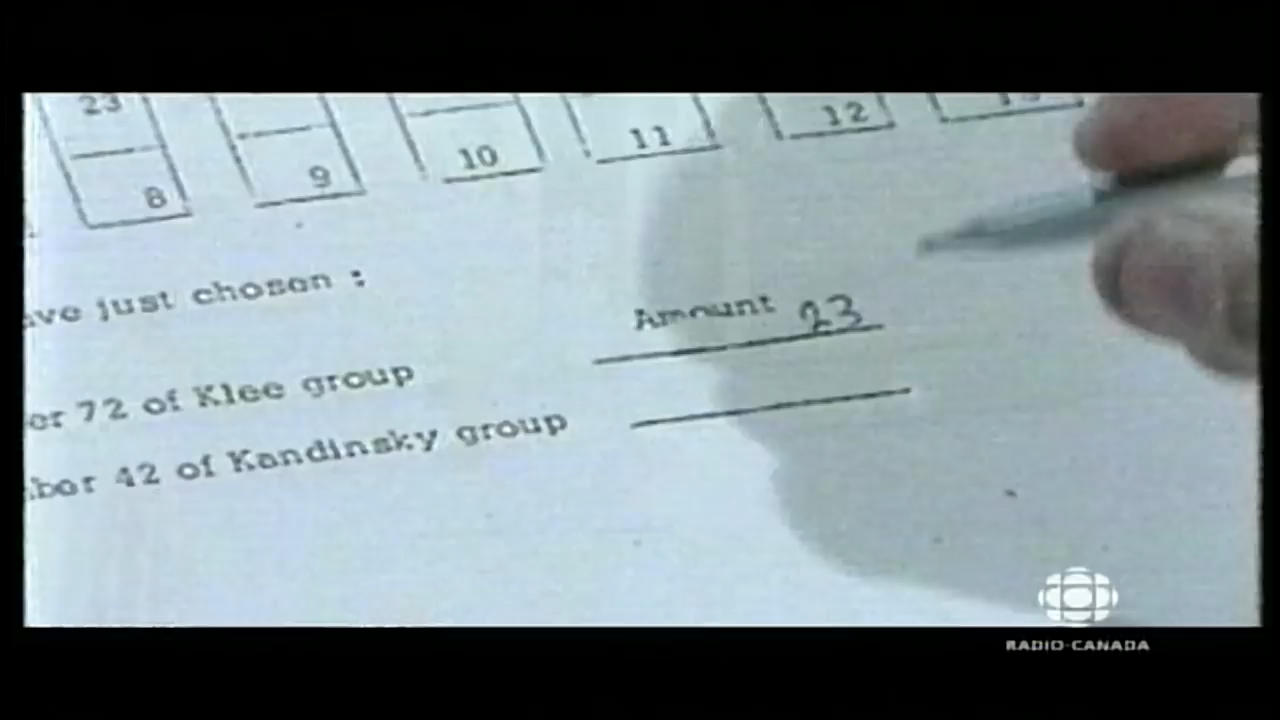 23
8 9 10 11 12
ve just chosen :
Amount 23
er 72 of Klee group
ber 42 of Kandinsky group
RADIO-CANADA